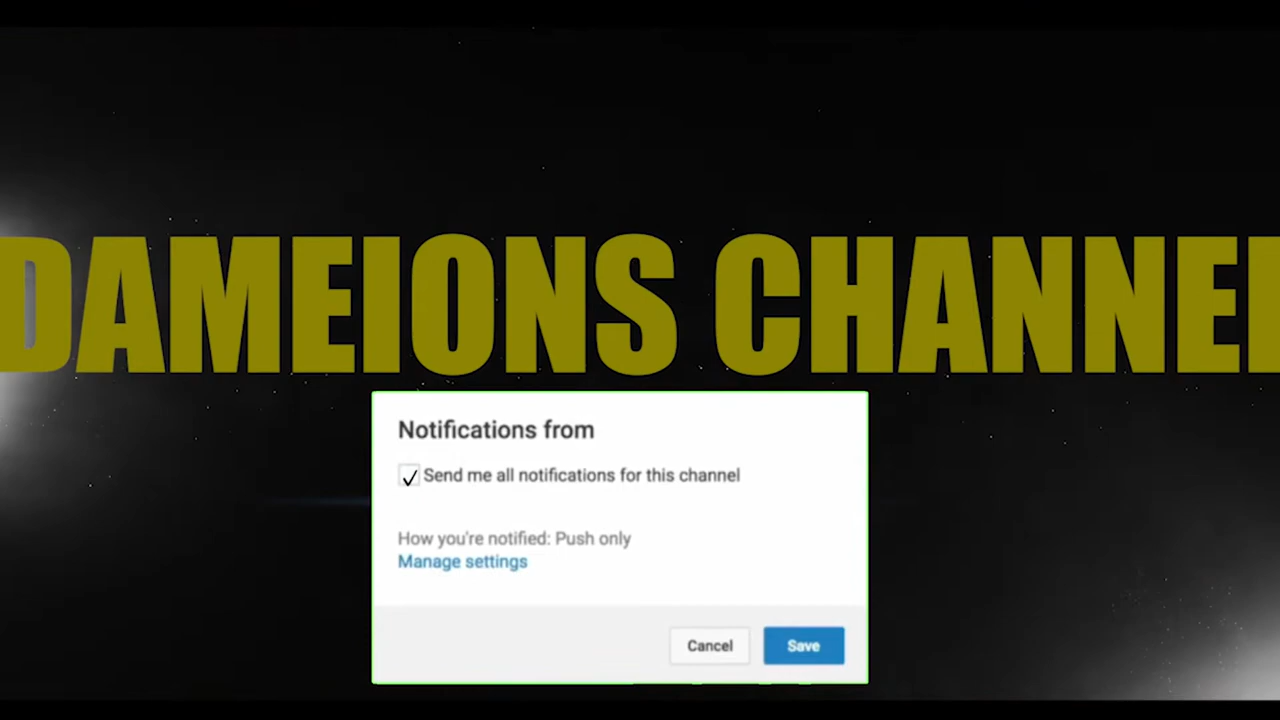 DAMEIONS CHANNEL
Notifications from
Send me all notifications for this channel
How you're notified: Push only
Manage settings
Cancel
Save